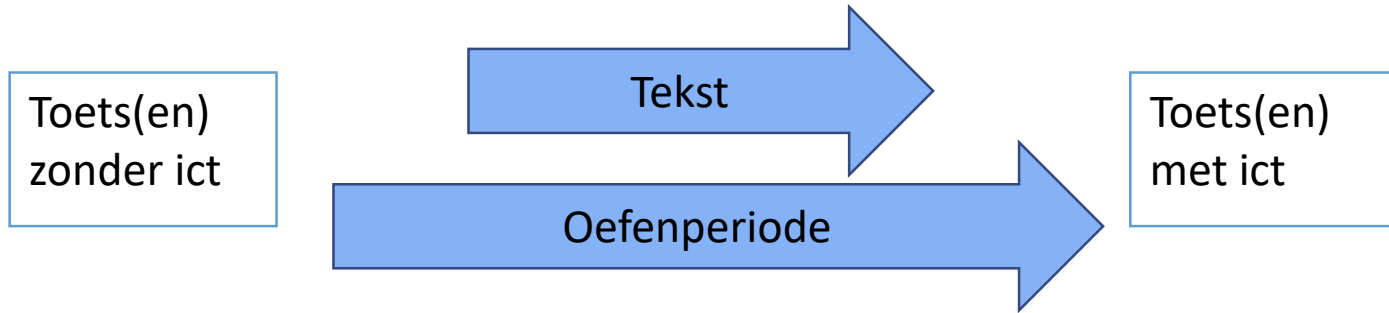 Toets(en)
zonder ict
Tekst
Oefenperiode
Toets(en)
met ict